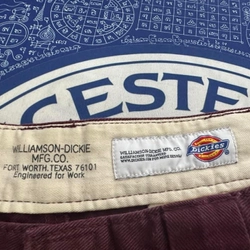 CESTE
WILLIAMSON-DICKIE
MFG.CO.
FORT WORTH, TEXAS 76101
Engineered for Work
WILLIAMSON-DICKIE
MFG. CO.
Dickies